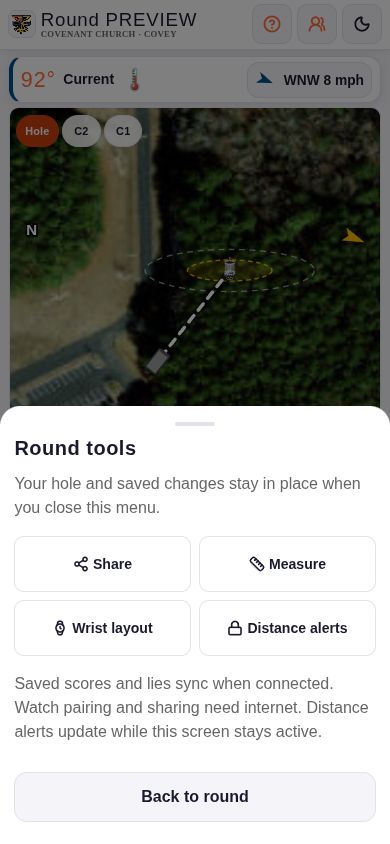 Round PREVIEW
COVENANT CHURCH · COVEY
92° Current
WNW 8 mph
Hole
C2
C1
N
Round tools
Your hole and saved changes stay in place when
you close this menu.
Share
Measure
Wrist layout
Distance alerts
Saved scores and lies sync when connected.
Watch pairing and sharing need internet. Distance
alerts update while this screen stays active.
Back to round